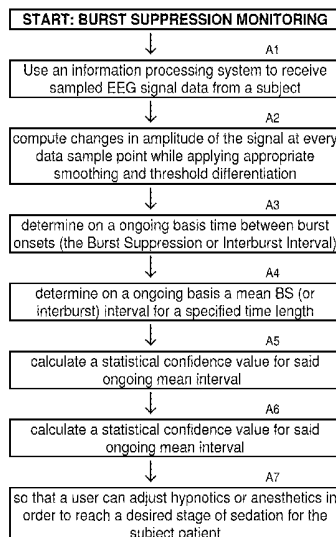 START: BURST SUPPRESSION MONITORING
A1
Use an information processing system to receive
sampled EEG signal data from a subject
A2
compute changes in amplitude of the signal at every
data sample point while applying appropriate
smoothing and threshold differentiation
A3
determine on a ongoing basis time between burst
onsets (the Burst Suppression or Interburst Interval)
A4
determine on a ongoing basis a mean BS (or
interburst) interval for a specified time length
A5
calculate a statistical confidence value for said
ongoing mean interval
A6
calculate a statistical confidence value for said
ongoing mean interval
A7
so that a user can adjust hypnotics or anesthetics in
order to reach a desired stage of sedation for the
subject patient